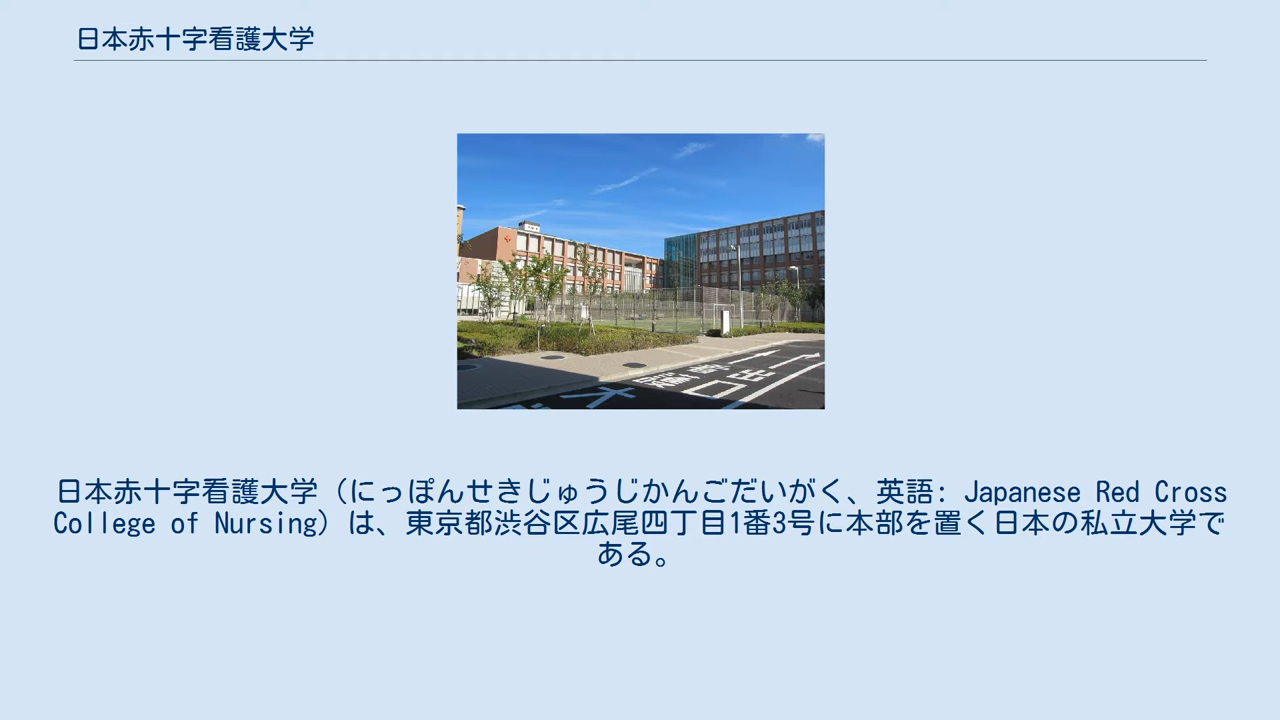 日本赤十字看護大学
日本赤十字看護大学（にっぽんせきじゅうじかんごだいがく、英語: Japanese Red Cross
College of Nursing）は、東京都渋谷区広尾四丁目1番3号に本部を置く日本の私立大学で
ある。